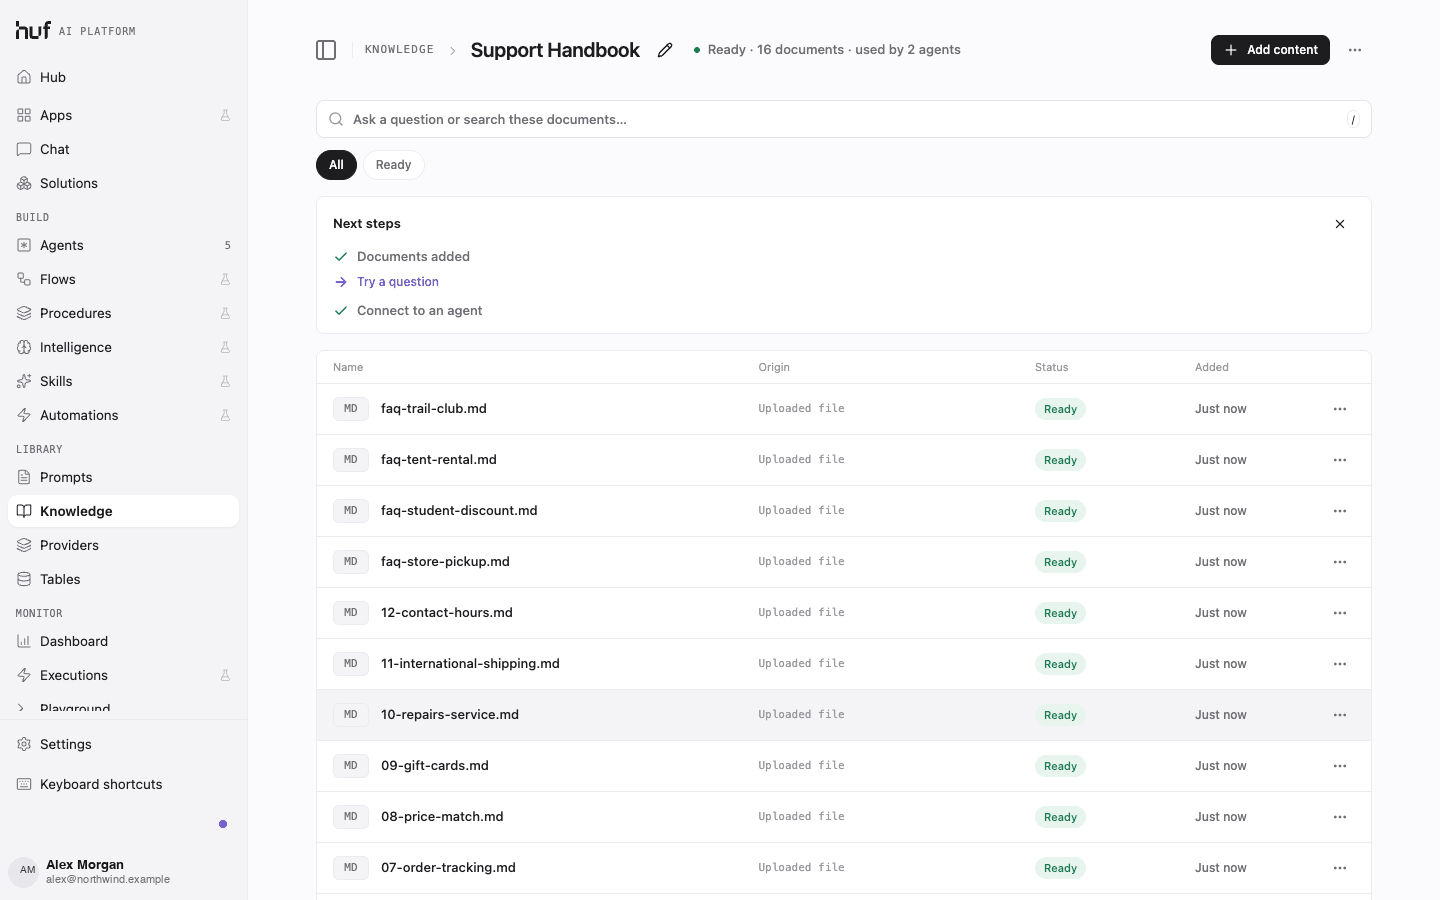 huf AI PLATFORM
Hub
Apps
Chat
Solutions
BUILD
Agents 5
Flows
Procedures
Intelligence
Skills
Automations
LIBRARY
Prompts
Knowledge
Providers
Tables
MONITOR
Dashboard
Executions
Playground
Settings
Keyboard shortcuts
AM
Alex Morgan
alex@northwind.example
KNOWLEDGE
Support Handbook
Ready · 16 documents · used by 2 agents
Add content
Ask a question or search these documents...
/
All
Ready
Next steps
Documents added
Try a question
Connect to an agent
Name Origin Status Added
MD faq-trail-club.md Uploaded file Ready Just now
MD faq-tent-rental.md Uploaded file Ready Just now
MD faq-student-discount.md Uploaded file Ready Just now
MD faq-store-pickup.md Uploaded file Ready Just now
MD 12-contact-hours.md Uploaded file Ready Just now
MD 11-international-shipping.md Uploaded file Ready Just now
MD 10-repairs-service.md Uploaded file Ready Just now
MD 09-gift-cards.md Uploaded file Ready Just now
MD 08-price-match.md Uploaded file Ready Just now
MD 07-order-tracking.md Uploaded file Ready Just now